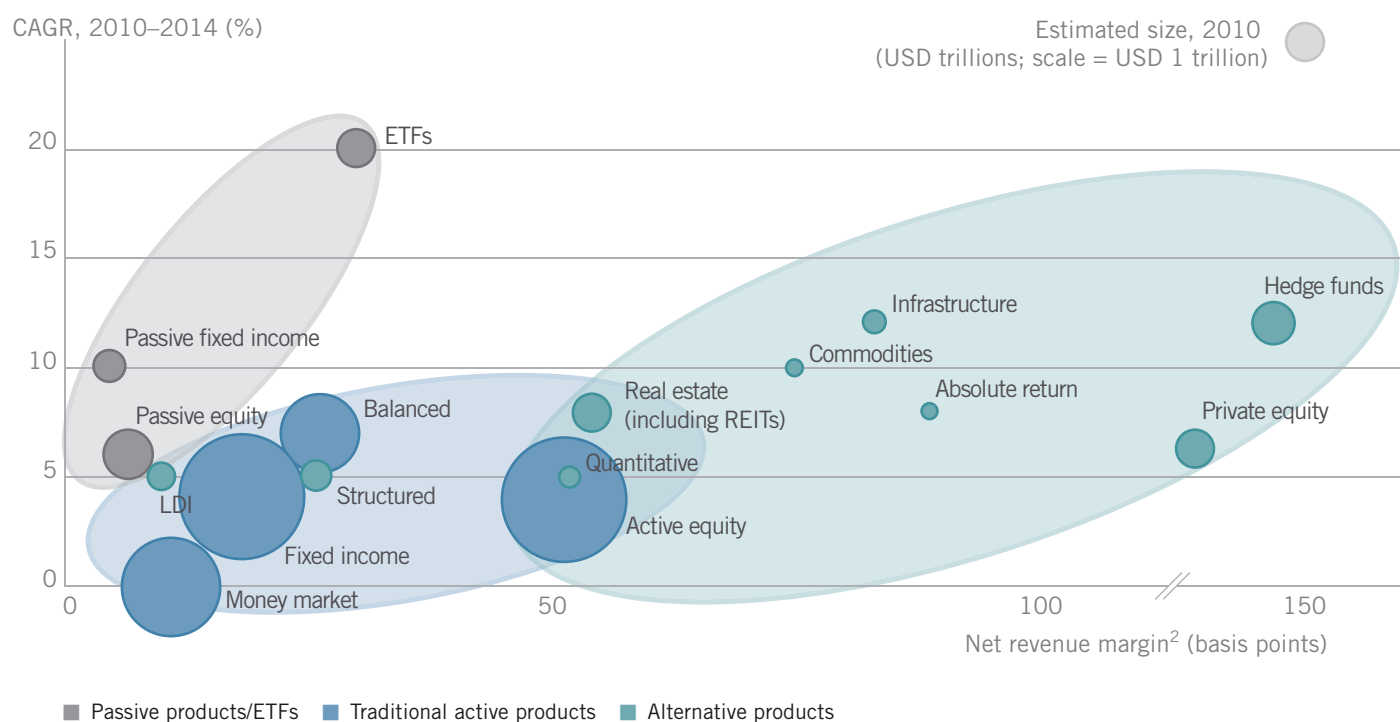 CAGR, 2010–2014 (%)
Estimated size, 2010
(USD trillions; scale = USD 1 trillion)
20
ETFs
15
Hedge funds
Infrastructure
Passive fixed income
Commodities
10
Absolute return
Real estate
(including REITs)
Balanced
Passive equity
Private equity
Quantitative
5
LDI
Structured
Active equity
Fixed income
0
Money market
0
50
100
150
Net revenue margin2 (basis points)
Passive products/ETFs
Traditional active products
Alternative products